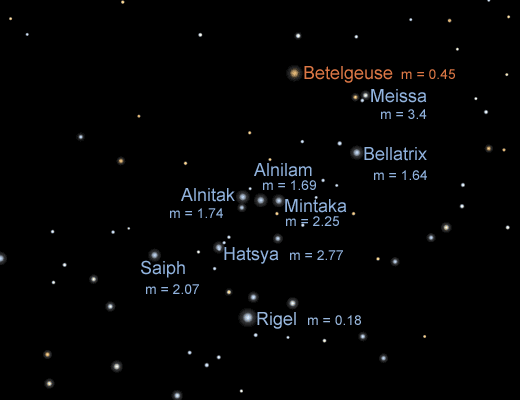 Betelgeuse m = 0.45
Meissa
m = 3.4
Bellatrix
m = 1.64
Alnilam
m = 1.69
Alnitak
m = 1.74
Mintaka
m = 2.25
Hatsya m = 2.77
Saiph
m = 2.07
Rigel m = 0.18